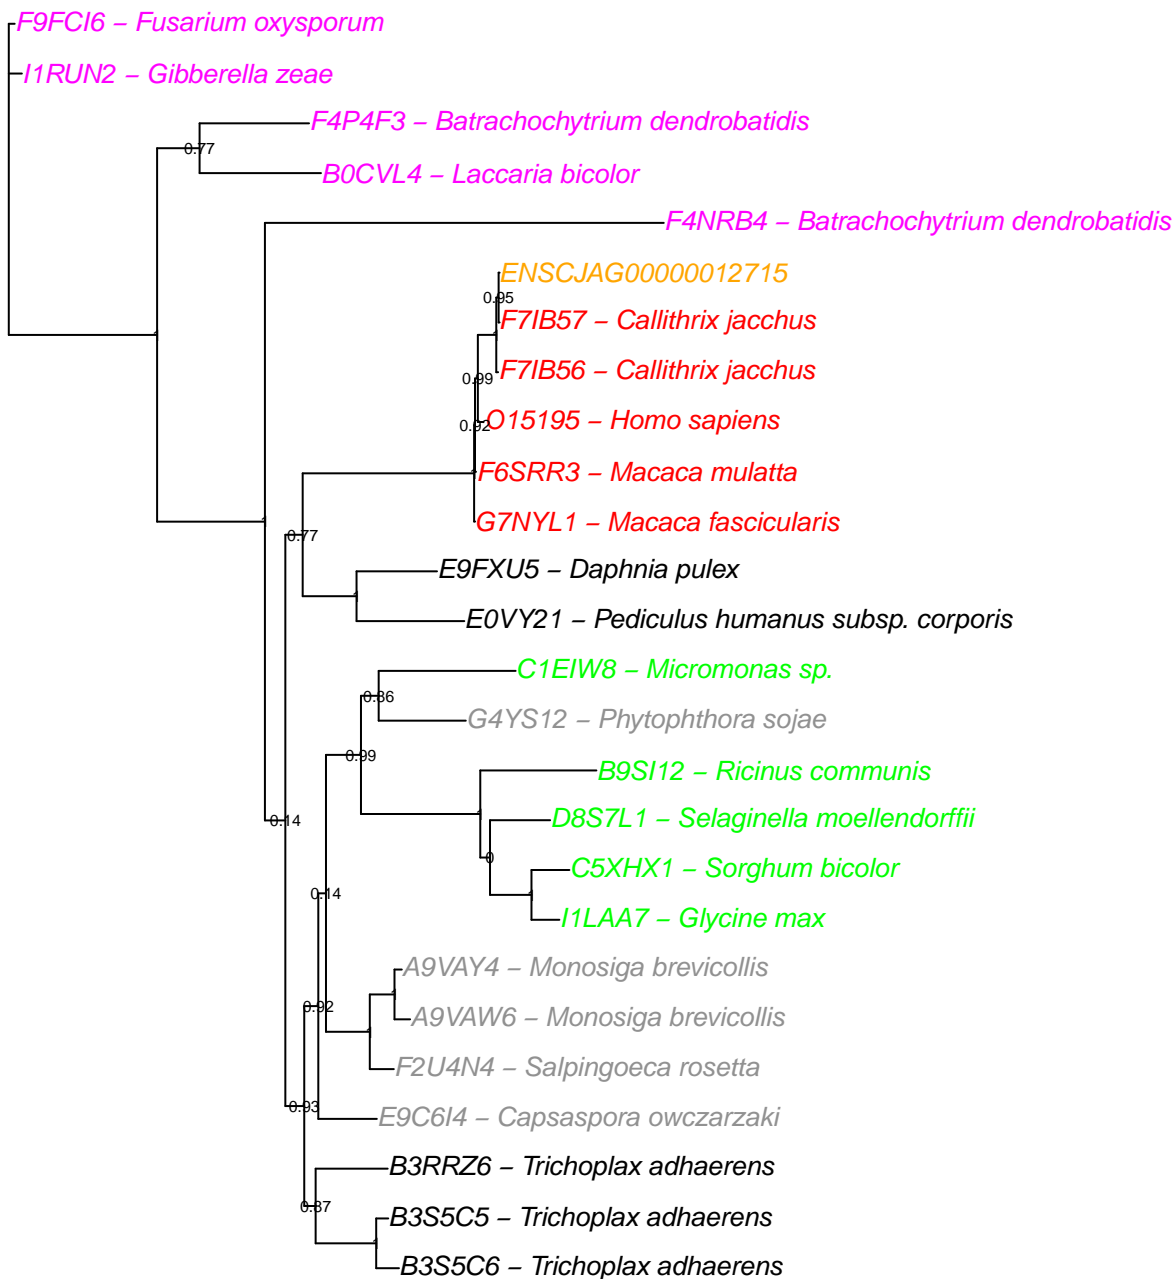 F9FCI6 – Fusarium oxysporum
I1RUN2 – Gibberella zeae
F4P4F3 – Batrachochytrium dendrobatidis
0.77
B0CVL4 – Laccaria bicolor
F4NRB4 – Batrachochytrium dendrobatidis
ENSCJAG00000012715
0.95
F7IB57 – Callithrix jacchus
F7IB56 – Callithrix jacchus
0.99
O15195 – Homo sapiens
0.92
F6SRR3 – Macaca mulatta
G7NYL1 – Macaca fascicularis
0.77
E9FXU5 – Daphnia pulex
E0VY21 – Pediculus humanus subsp. corporis
C1EIW8 – Micromonas sp.
0.86
G4YS12 – Phytophthora sojae
0.99
B9SI12 – Ricinus communis
D8S7L1 – Selaginella moellendorffii
0.14
0
C5XHX1 – Sorghum bicolor
0.14
I1LAA7 – Glycine max
A9VAY4 – Monosiga brevicollis
0.92
A9VAW6 – Monosiga brevicollis
F2U4N4 – Salpingoeca rosetta
0.93
E9C6I4 – Capsaspora owczarzaki
B3RRZ6 – Trichoplax adhaerens
0.87
B3S5C5 – Trichoplax adhaerens
B3S5C6 – Trichoplax adhaerens